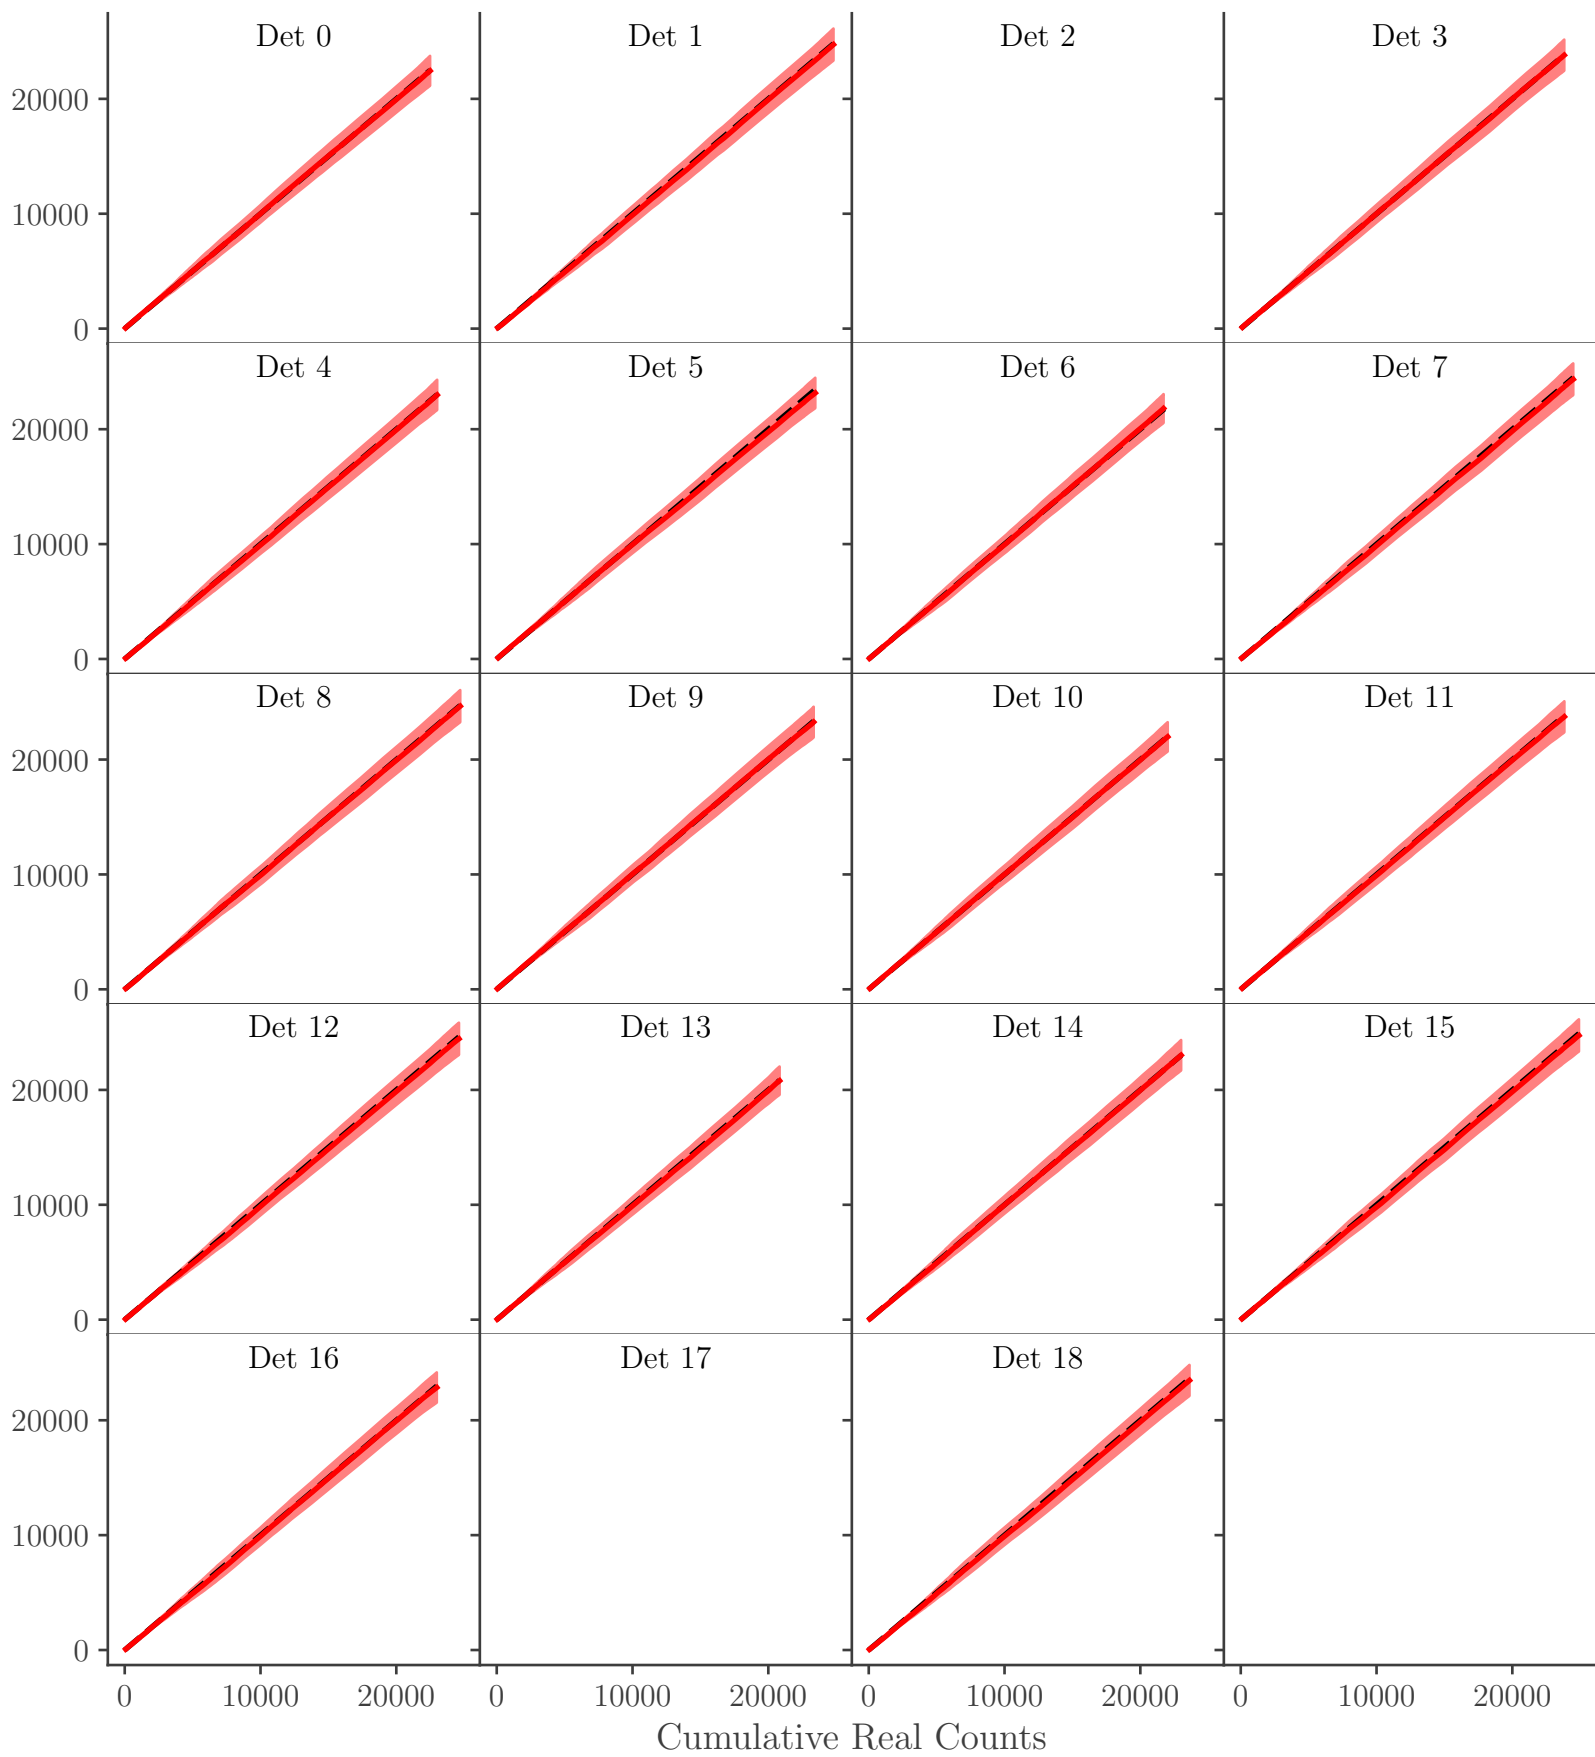 Det 0 Det 1 Det 2 Det 3
20000
10000
0
Det 4 Det 5 Det 6 Det 7
20000
10000
0
Det 8 Det 9 Det 10 Det 11
20000
10000
0
Det 12 Det 13 Det 14 Det 15
20000
10000
0
Det 16 Det 17 Det 18
20000
10000
0
0 10000 20000 0 10000 20000 0 10000 20000 0 10000 20000
Cumulative Real Counts